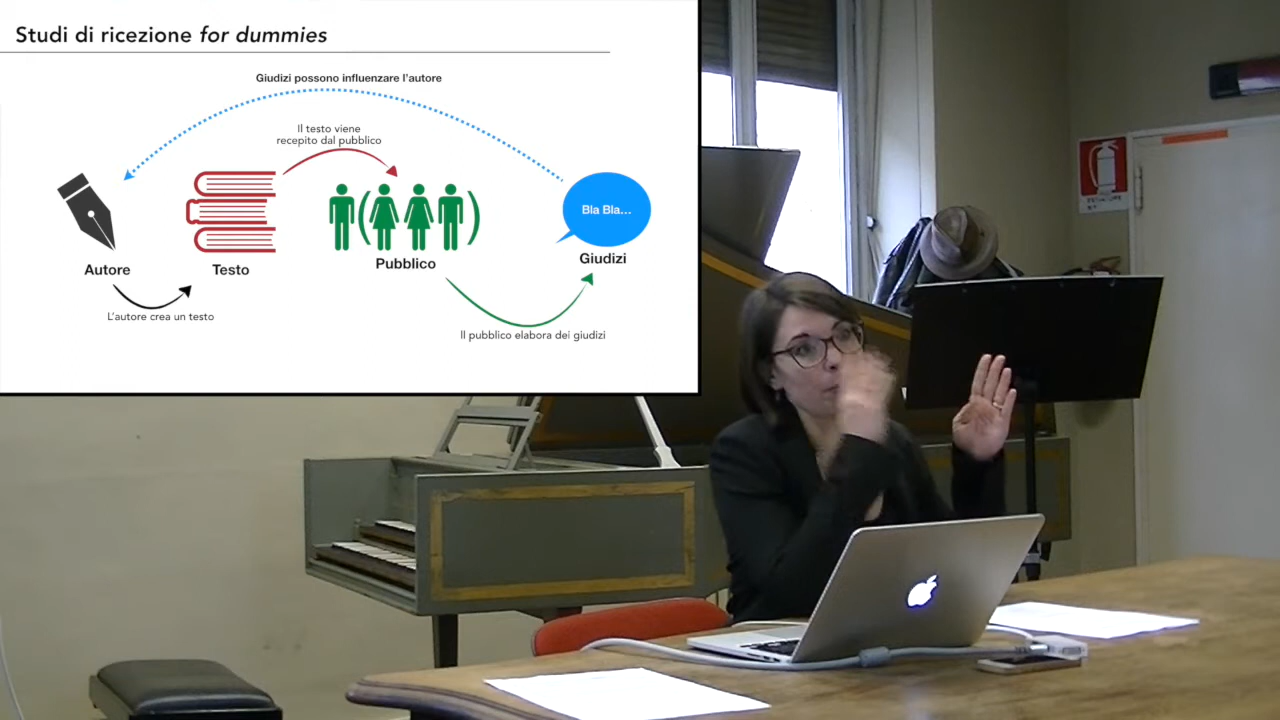 Studi di ricezione for dummies
Giudizi possono influenzare l'autore
Il testo viene
recepito dal pubblico
Bla Bla...
Autore
Testo
Pubblico
Giudizi
L'autore crea un testo
Il pubblico elabora dei giudizi